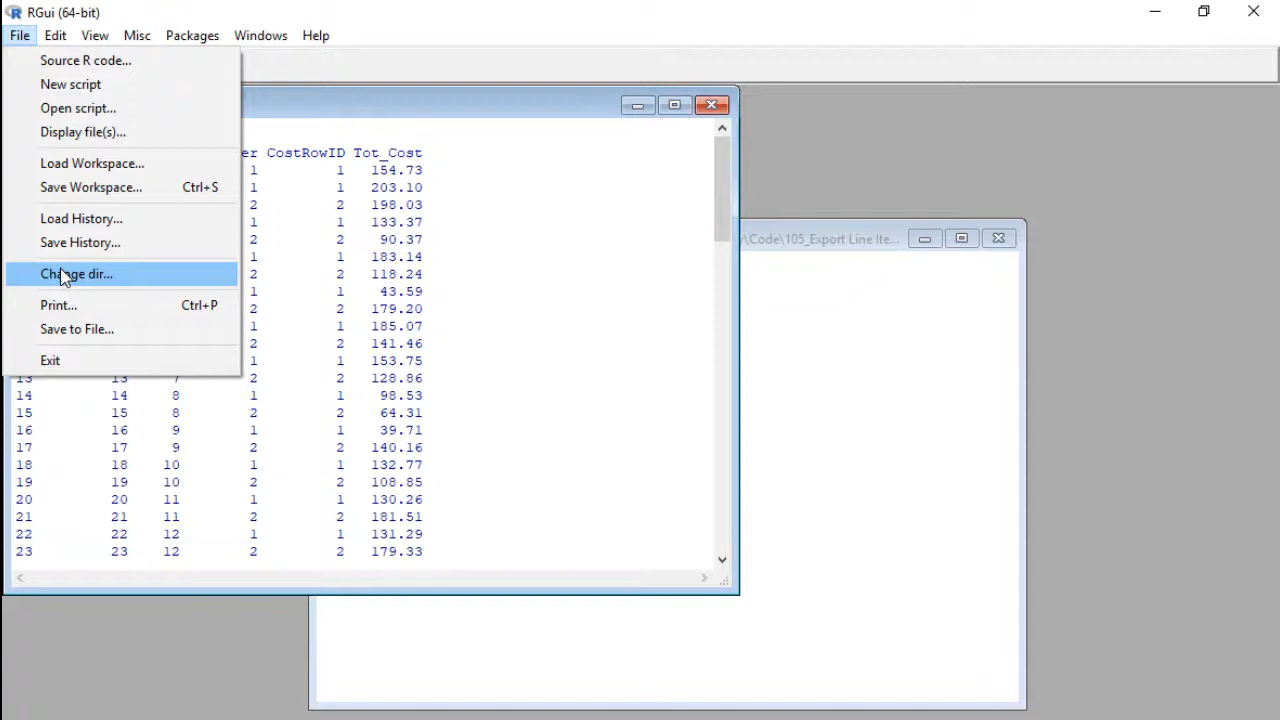 RGui (64-bit)
File Edit View Misc Packages Windows Help
Source R code...
New script
Open script...
Display file(s)...
Load Workspace...
Save Workspace... Ctrl+S
Load History...
Save History...
Change dir...
Print... Ctrl+P
Save to File...
Exit
er CostRowID Tot_Cost
1 1 154.73
1 1 203.10
2 2 198.03
1 1 133.37
2 2 90.37
1 1 183.14
2 2 118.24
1 1 43.59
2 2 179.20
1 1 185.07
2 2 141.46
1 1 153.75
13 13 7 2 2 128.86
14 14 8 1 1 98.53
15 15 8 2 2 64.31
16 16 9 1 1 39.71
17 17 9 2 2 140.16
18 18 10 1 1 132.77
19 19 10 2 2 108.85
20 20 11 1 1 130.26
21 21 11 2 2 181.51
22 22 12 1 1 131.29
23 23 12 2 2 179.33
\Code\105_Export Line Ite...